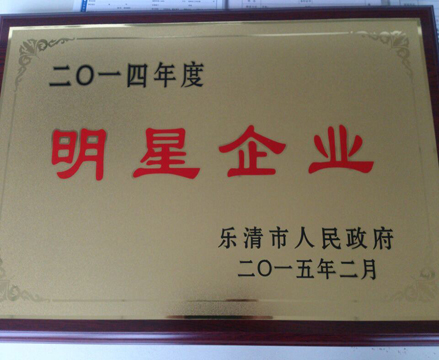 二〇一四年度
明星企业
乐清市人民政府
二〇一五年二月